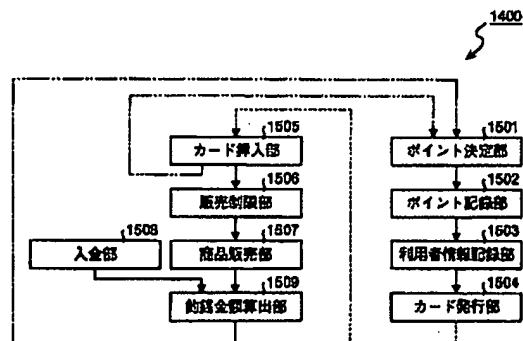 1400
1505
カード挿入部
1501
ポイント決定部
1506
販売制限部
1502
ポイント記録部
1508
入金部
1507
商品販売部
1503
利用者情報記録部
1509
釣銭金額算出部
1504
カード発行部